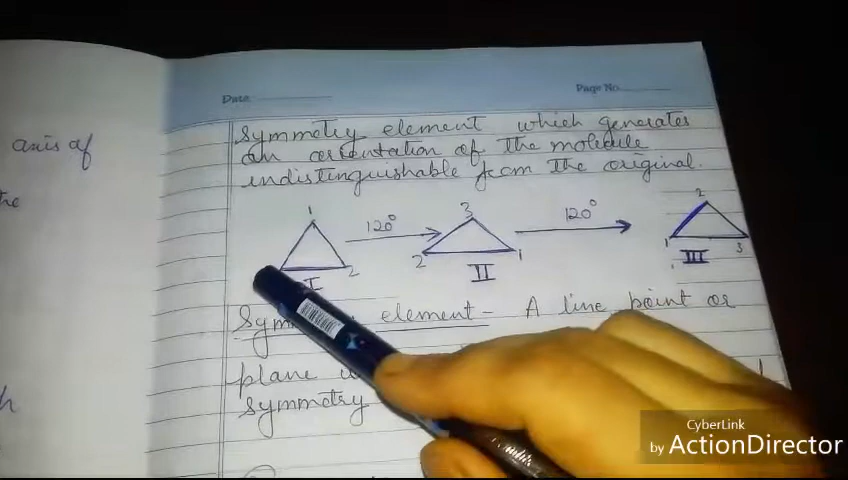 Date
Page No.
axis of
symmetry element which generates
an orientation of the molecule
indistinguishable from the original.
1 120° 3 120° 2
2 2 1 1 3
I II III
element - A line point or
plane
symmetry
CyberLink
by ActionDirector